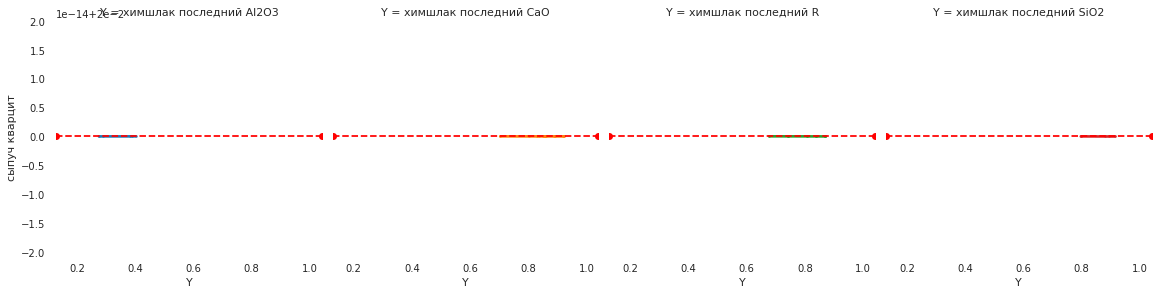 1e−14+2e−2
Y = химшлак последний Al2O3
Y = химшлак последний CaO
Y = химшлак последний R
Y = химшлак последний SiO2
2.0
1.5
1.0
0.5
0.0
−0.5
−1.0
−1.5
−2.0
сыпуч кварцит
0.2 0.4 0.6 0.8 1.0
0.2 0.4 0.6 0.8 1.0
0.2 0.4 0.6 0.8 1.0
0.2 0.4 0.6 0.8 1.0
Y
Y
Y
Y